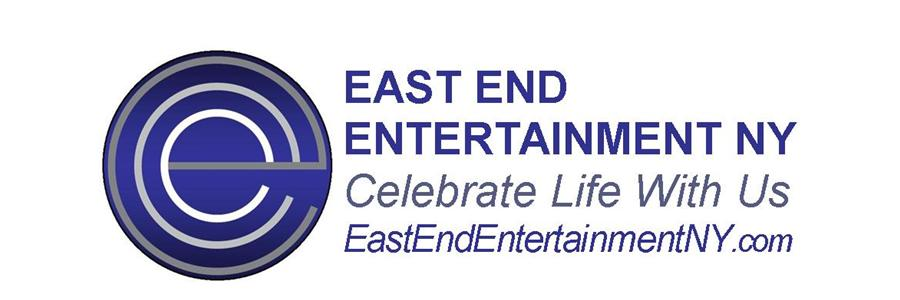 EAST END
ENTERTAINMENT NY
Celebrate Life With Us
EastEndEntertainmentNY.com